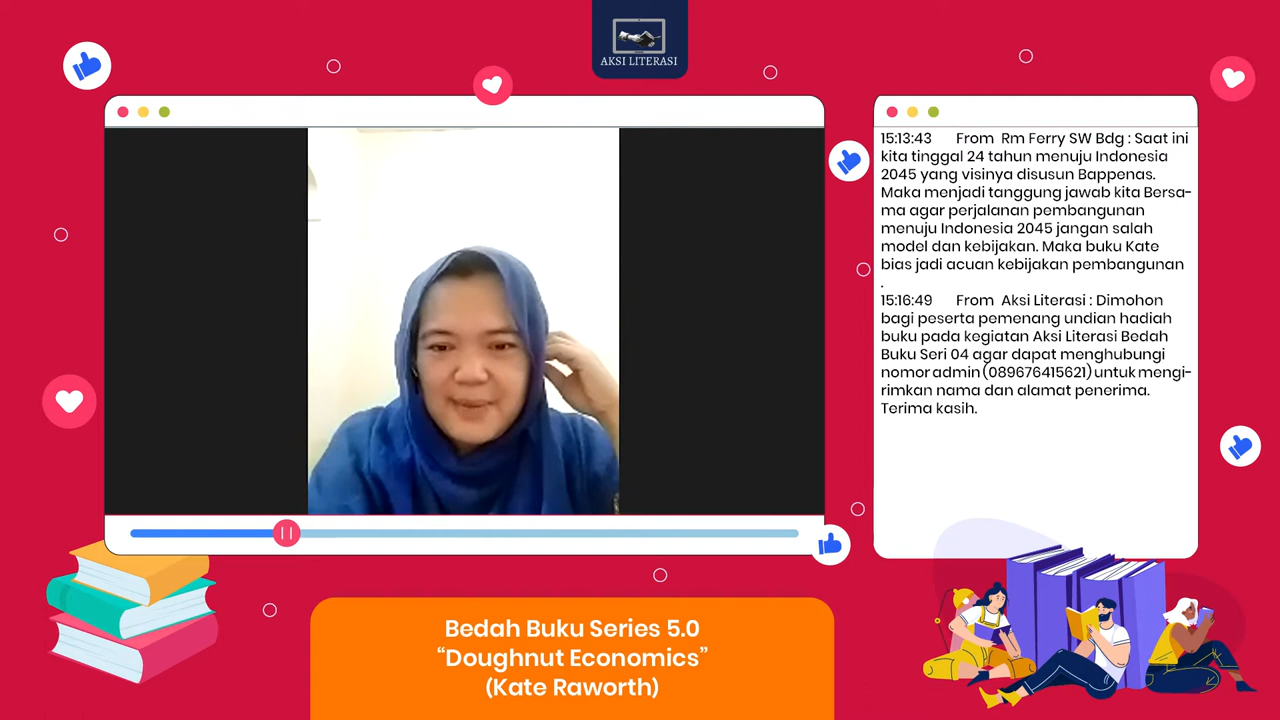 AKSI LITERASI
15:13:43 From Rm Ferry SW Bdg : Saat ini
kita tinggal 24 tahun menuju Indonesia
2045 yang visinya disusun Bappenas.
Maka menjadi tanggung jawab kita Bersa-
ma agar perjalanan pembangunan
menuju Indonesia 2045 jangan salah
model dan kebijakan. Maka buku Kate
bias jadi acuan kebijakan pembangunan
.
15:16:49 From Aksi Literasi : Dimohon
bagi peserta pemenang undian hadiah
buku pada kegiatan Aksi Literasi Bedah
Buku Seri 04 agar dapat menghubungi
nomor admin (089676415621) untuk mengi-
rimkan nama dan alamat penerima.
Terima kasih.
Bedah Buku Series 5.0
“Doughnut Economics”
(Kate Raworth)